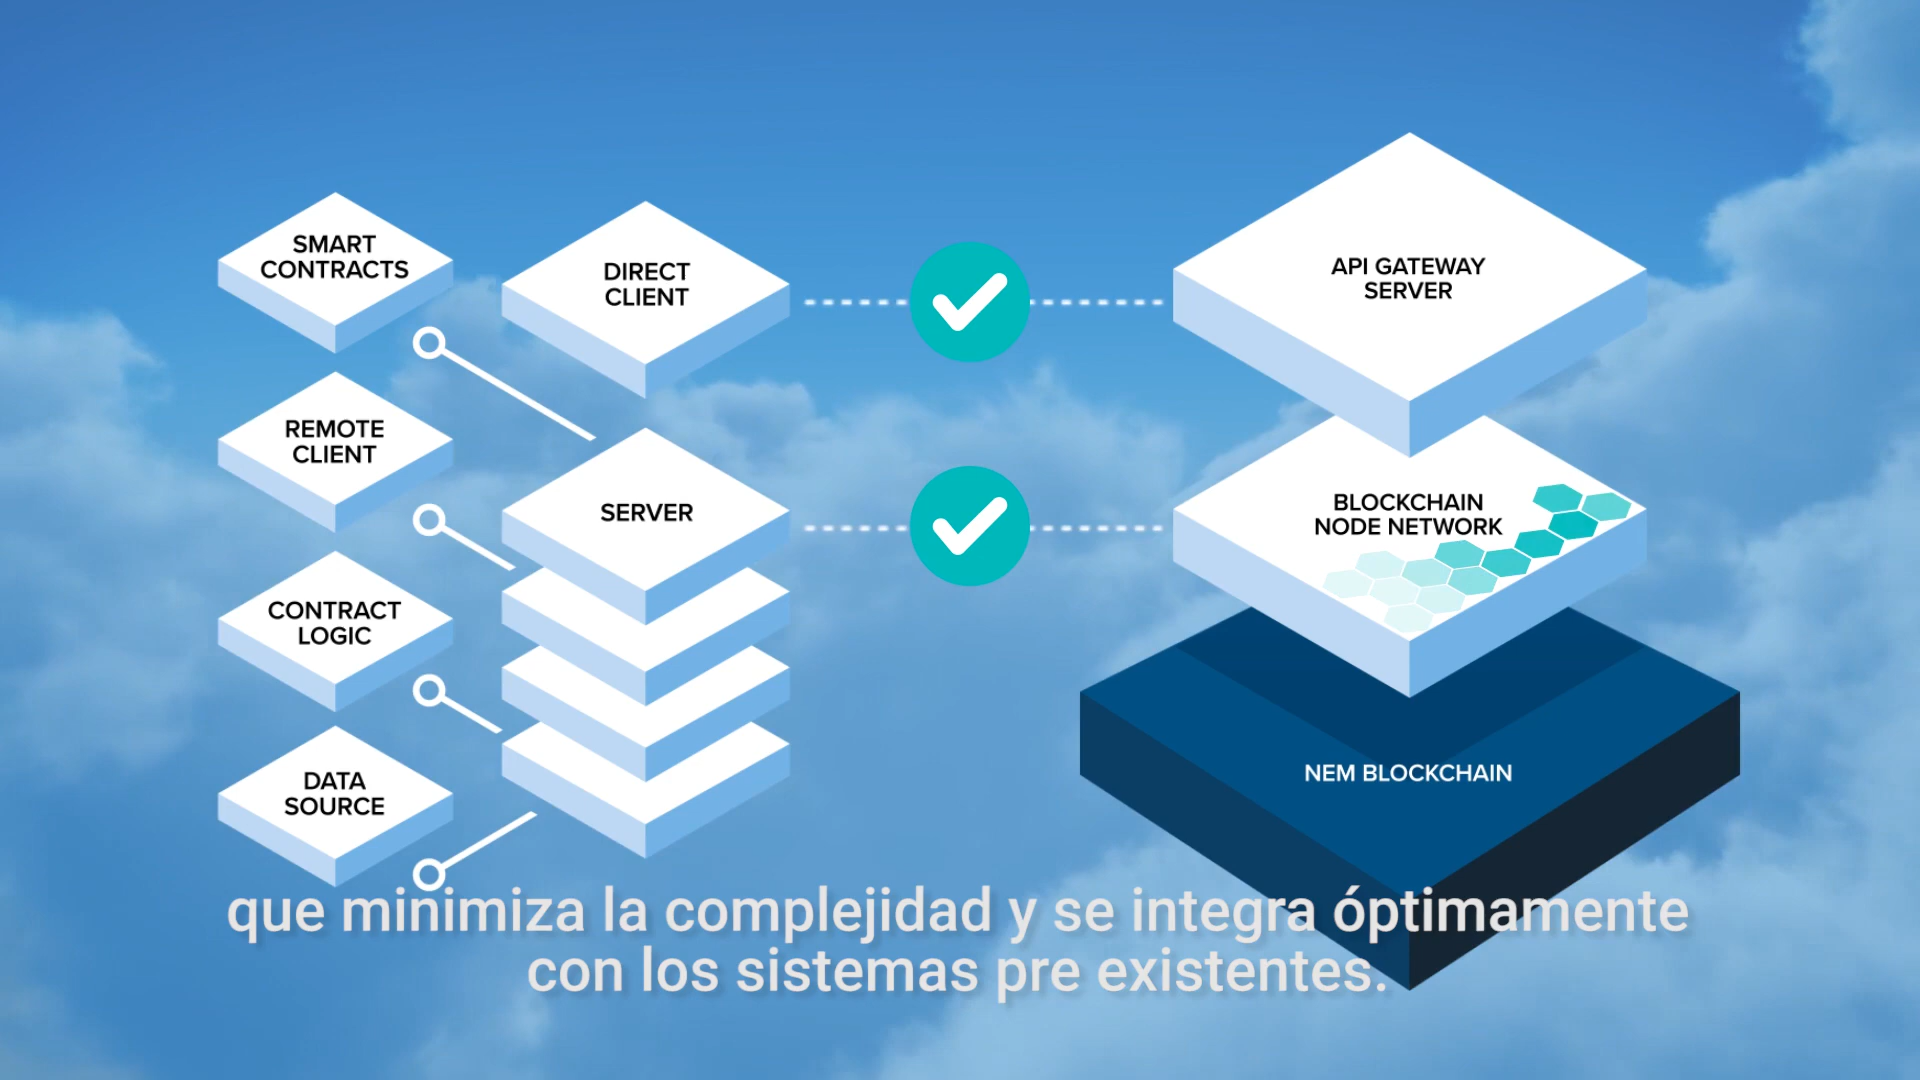 SMART
CONTRACTS
DIRECT
CLIENT
API GATEWAY
SERVER
REMOTE
CLIENT
SERVER
BLOCKCHAIN
NODE NETWORK
CONTRACT
LOGIC
DATA
SOURCE
NEM BLOCKCHAIN
que minimiza la complejidad y se integra óptimamente
con los sistemas pre existentes.